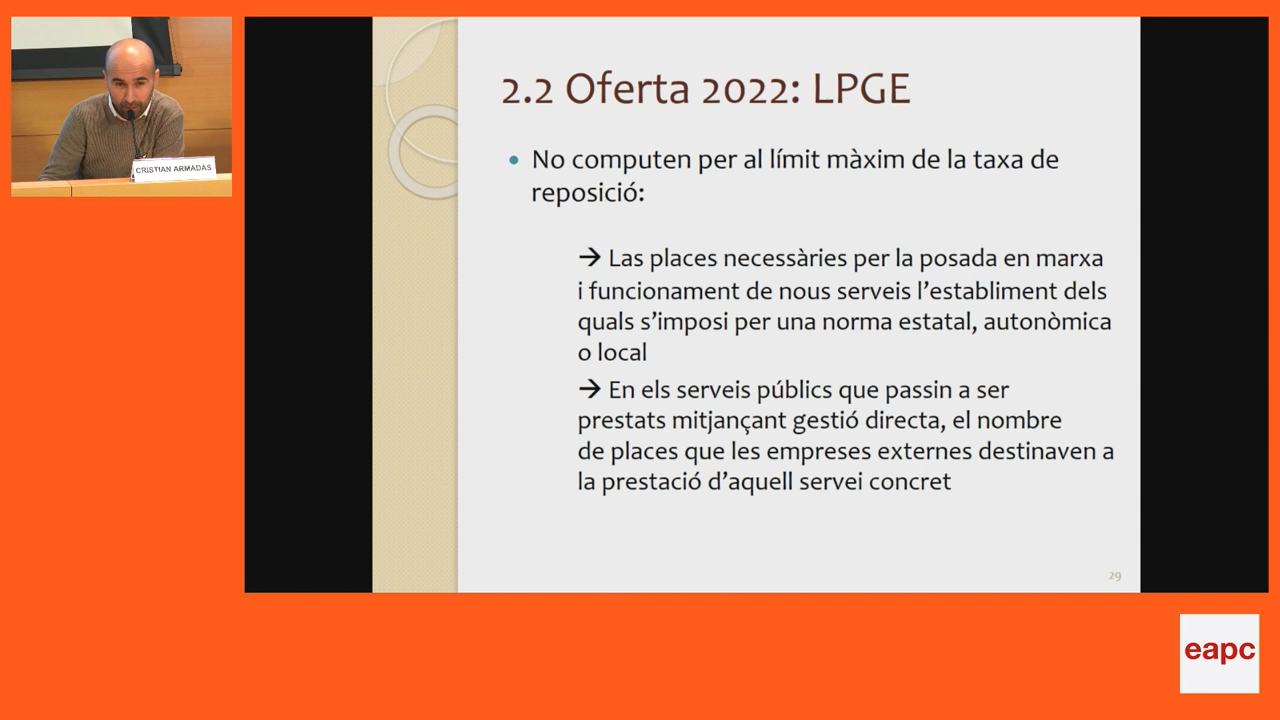 CRISTIAN ARMADÀS
2.2 Oferta 2022: LPGE
• No computen per al límit màxim de la taxa de
reposició:
→ Las places necessàries per la posada en marxa
i funcionament de nous serveis l’establiment dels
quals s’imposi per una norma estatal, autonòmica
o local
→ En els serveis públics que passin a ser
prestats mitjançant gestió directa, el nombre
de places que les empreses externes destinaven a
la prestació d’aquell servei concret
29
eapc